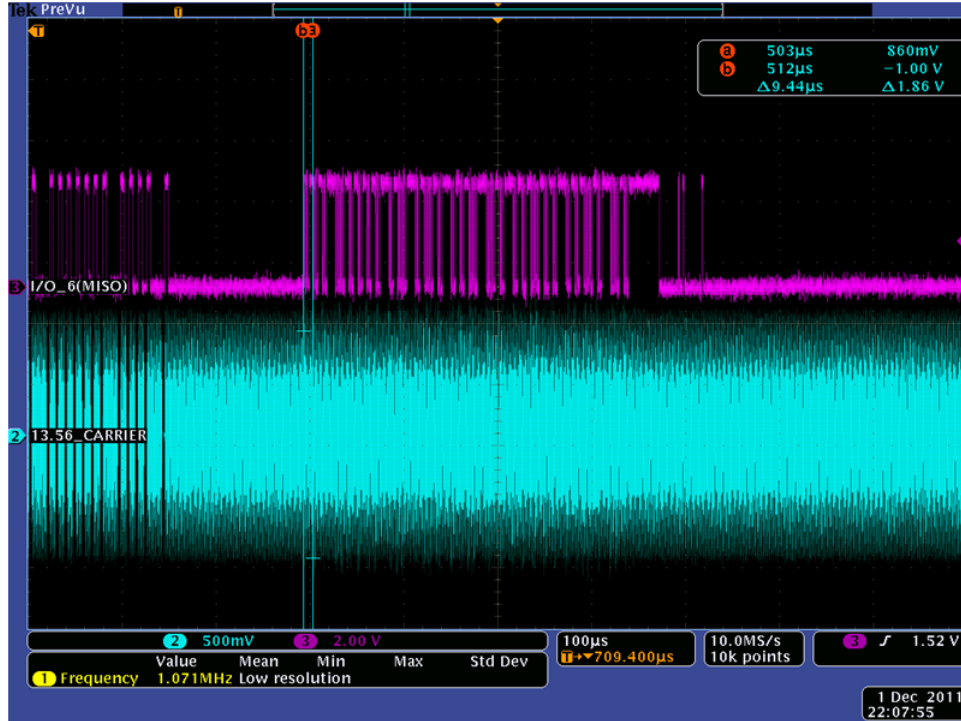 Tek PreVu
T
T
b 3
a 503µs 860mV
b 512µs −1.00 V
Δ9.44µs Δ1.86 V
3 I/O_6(MISO)
2 13.56_CARRIER
2 500mV 3 2.00 V
100µs
T→▼709.400µs
10.0MS/s
10k points
3 1.52 V
Value Mean Min Max Std Dev
1 Frequency 1.071MHz Low resolution
1 Dec 2011
22:07:55